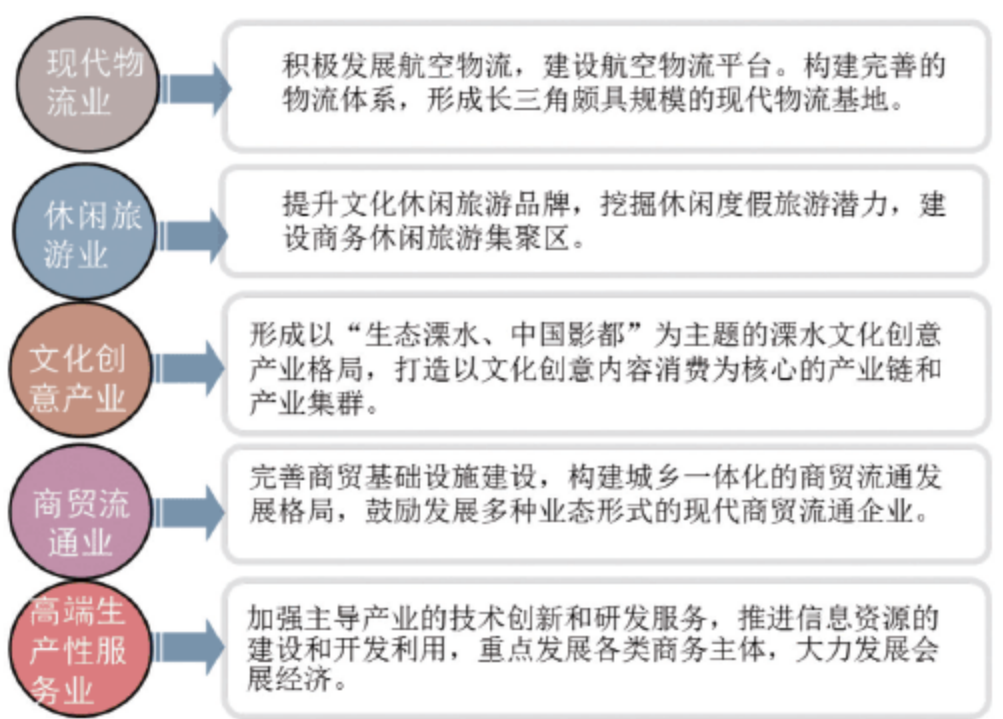 现代物
流业
积极发展航空物流，建设航空物流平台。构建完善的
物流体系，形成长三角颇具规模的现代物流基地。
休闲旅
游业
提升文化休闲旅游品牌，挖掘休闲度假旅游潜力，建
设商务休闲旅游集聚区。
文化创
意产业
形成以“生态溧水、中国影都”为主题的溧水文化创意
产业格局，打造以文化创意内容消费为核心的产业链和
产业集群。
商贸流
通业
完善商贸基础设施建设，构建城乡一体化的商贸流通发
展格局，鼓励发展多种业态形式的现代商贸流通企业。
高端生
产性服
务业
加强主导产业的技术创新和研发服务，推进信息资源的
建设和开发利用，重点发展各类商务主体，大力发展会
展经济。